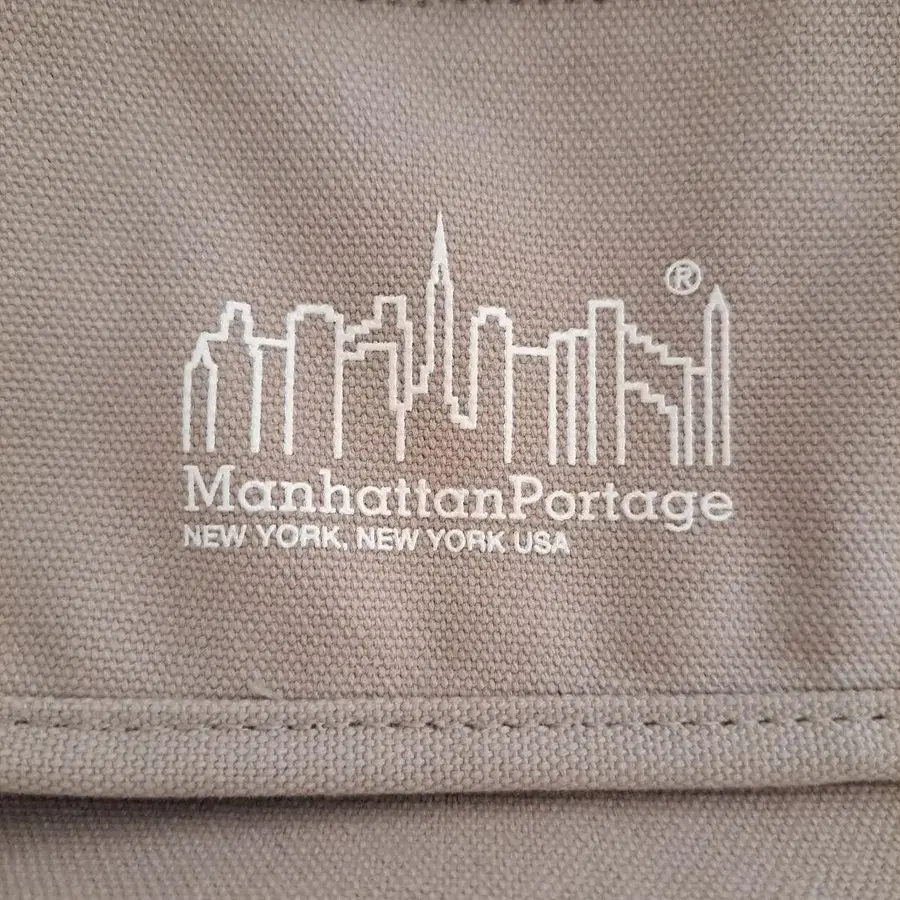 ®
ManhattanPortage
NEW YORK, NEW YORK USA